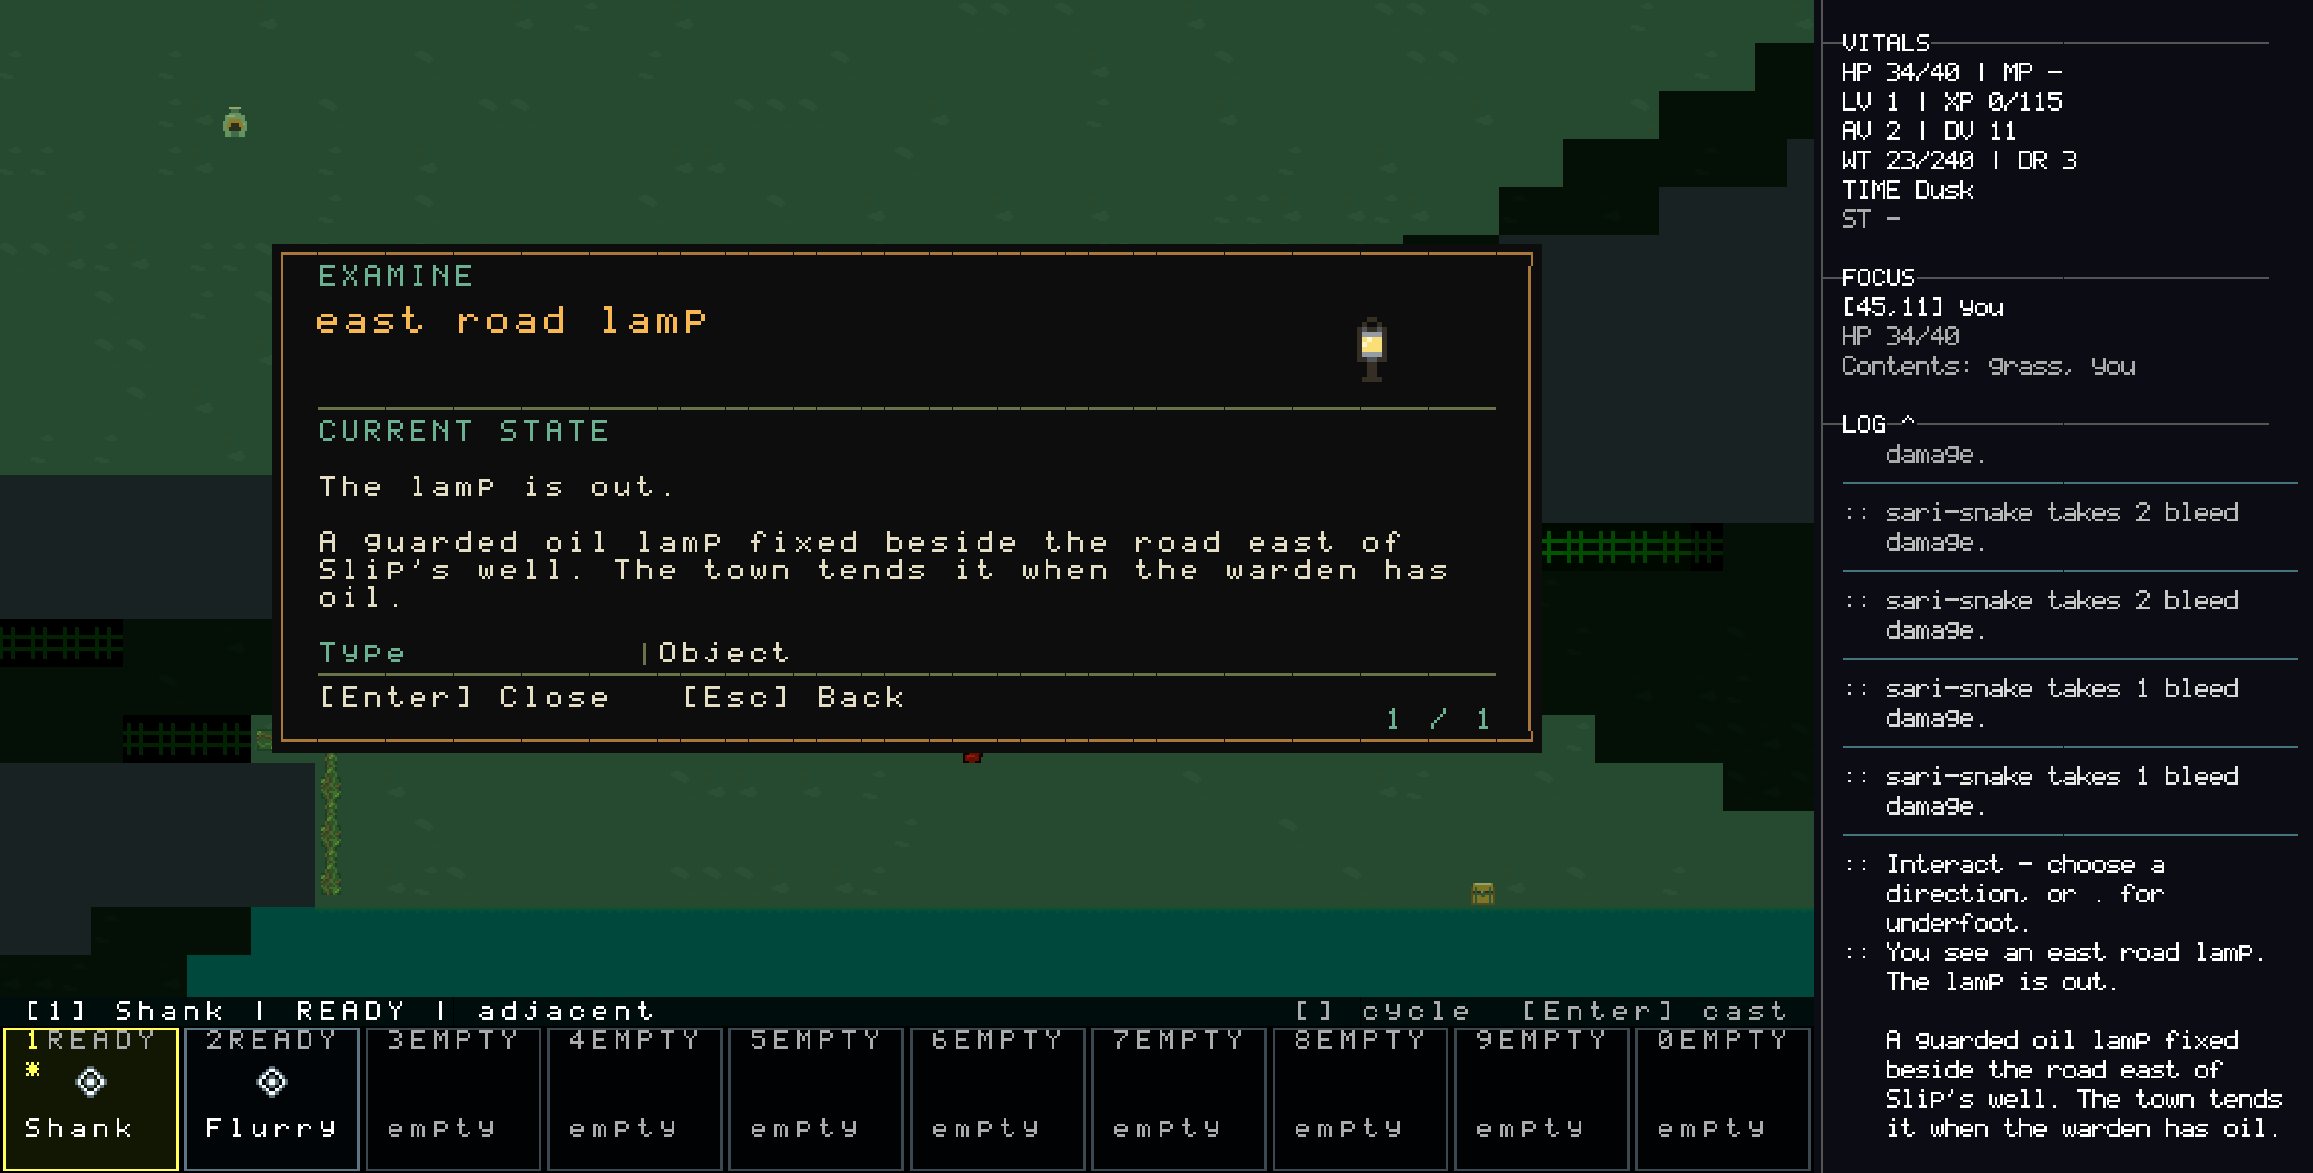 EXAMINE
east road lamp
CURRENT STATE
The lamp is out.
A guarded oil lamp fixed beside the road east of
Slip's well. The town tends it when the warden has
oil.
Type |Object
[Enter] Close [Esc] Back
1 / 1
[1] Shank | READY | adjacent
[] cycle [Enter] cast
1READY
Shank
2READY
Flurry
3EMPTY
empty
4EMPTY
empty
5EMPTY
empty
6EMPTY
empty
7EMPTY
empty
8EMPTY
empty
9EMPTY
empty
0EMPTY
empty
VITALS
HP 34/40 | MP -
LV 1 | XP 0/115
AV 2 | DV 11
WT 23/240 | DR 3
TIME Dusk
ST -
FOCUS
[45,11] You
HP 34/40
Contents: grass, You
LOG ^
damage.
:: sari-snake takes 2 bleed
damage.
:: sari-snake takes 2 bleed
damage.
:: sari-snake takes 1 bleed
damage.
:: sari-snake takes 1 bleed
damage.
:: Interact - choose a
direction, or . for
underfoot.
:: You see an east road lamp.
The lamp is out.
A guarded oil lamp fixed
beside the road east of
Slip's well. The town tends
it when the warden has oil.